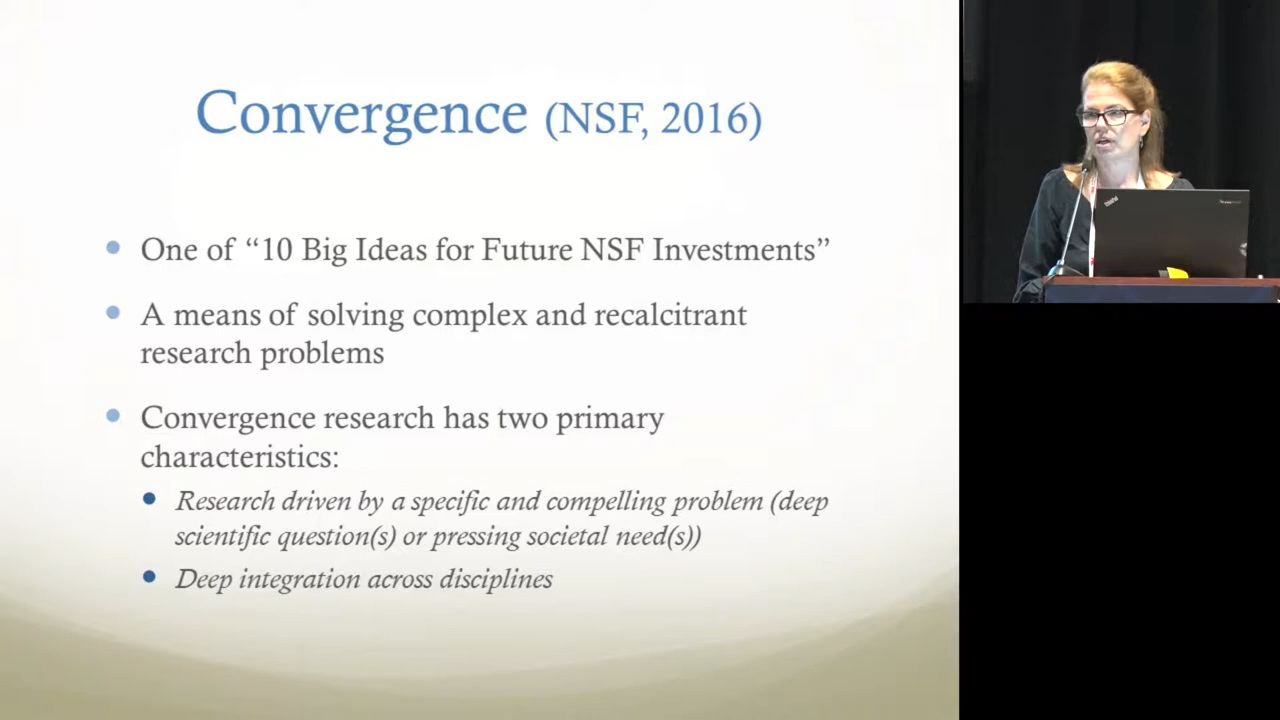 Convergence (NSF, 2016)
One of “10 Big Ideas for Future NSF Investments”
A means of solving complex and recalcitrant
research problems
Convergence research has two primary
characteristics:
Research driven by a specific and compelling problem (deep
scientific question(s) or pressing societal need(s))
Deep integration across disciplines
ThinkPad